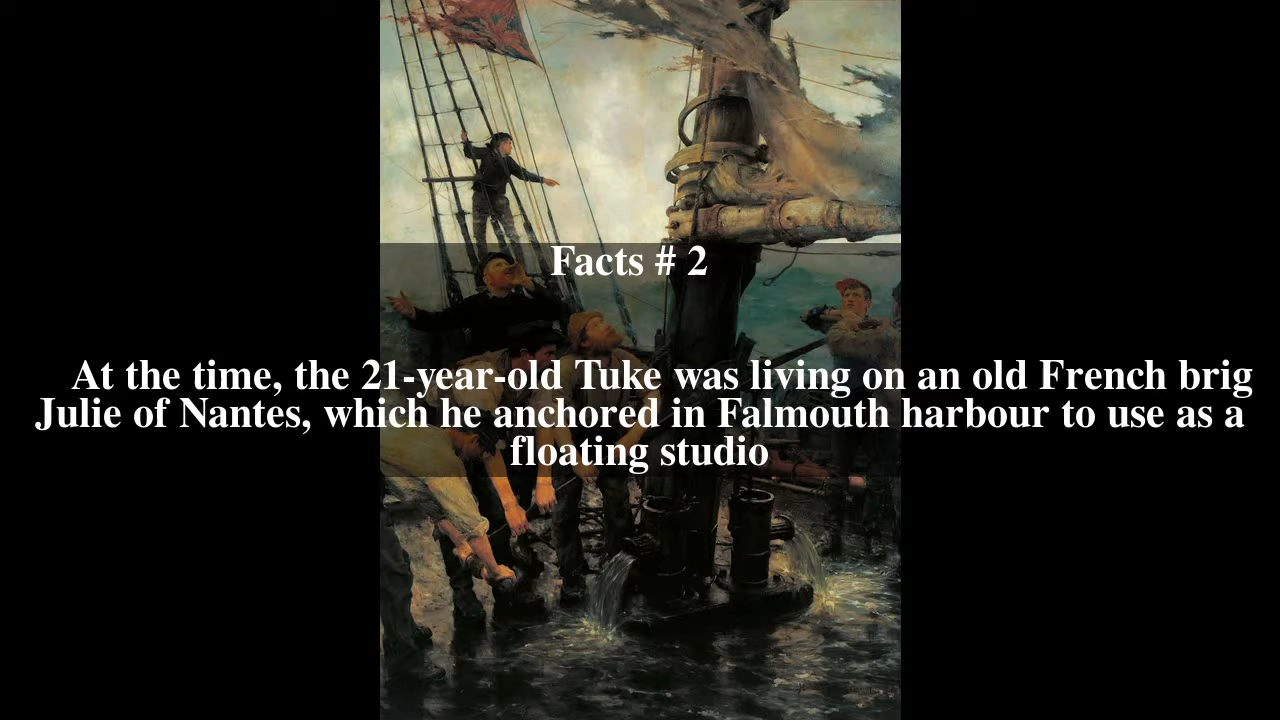 Facts # 2
At the time, the 21-year-old Tuke was living on an old French brig
Julie of Nantes, which he anchored in Falmouth harbour to use as a
floating studio